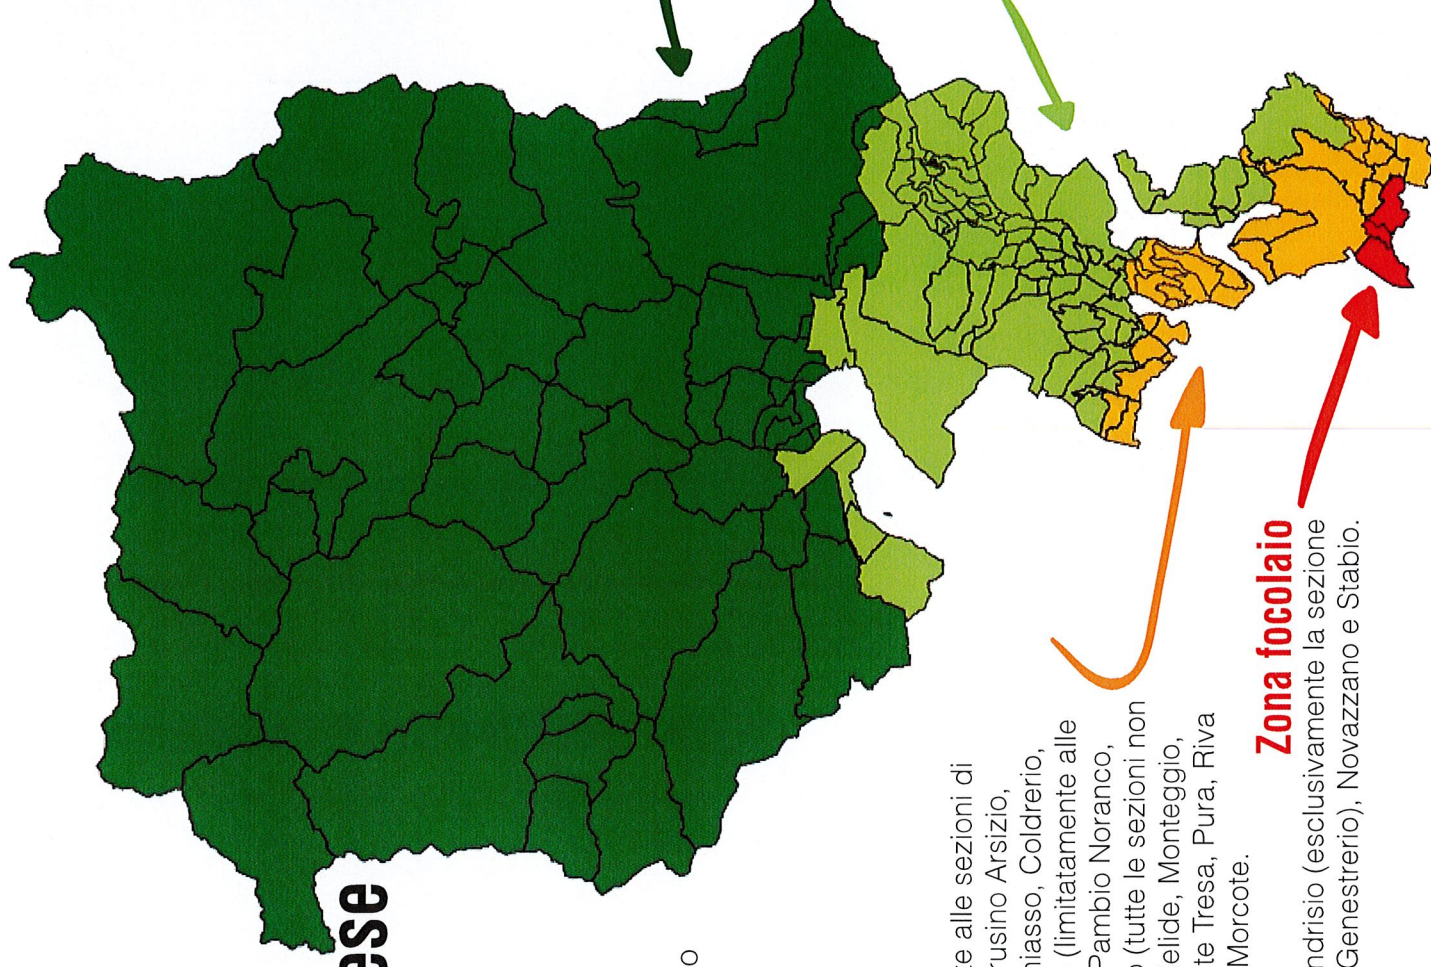 ese
o
te alle sezioni di
rusino Arsizio,
hiasso, Coldrerio,
(limitatamente alle
Pambio Noranco,
o (tutte le sezioni non
elide, Monteggio,
te Tresa, Pura, Riva
Morcote.
Zona focolaio
ndrisio (esclusivamente la sezione
Genestrerio), Novazzano e Stabio.